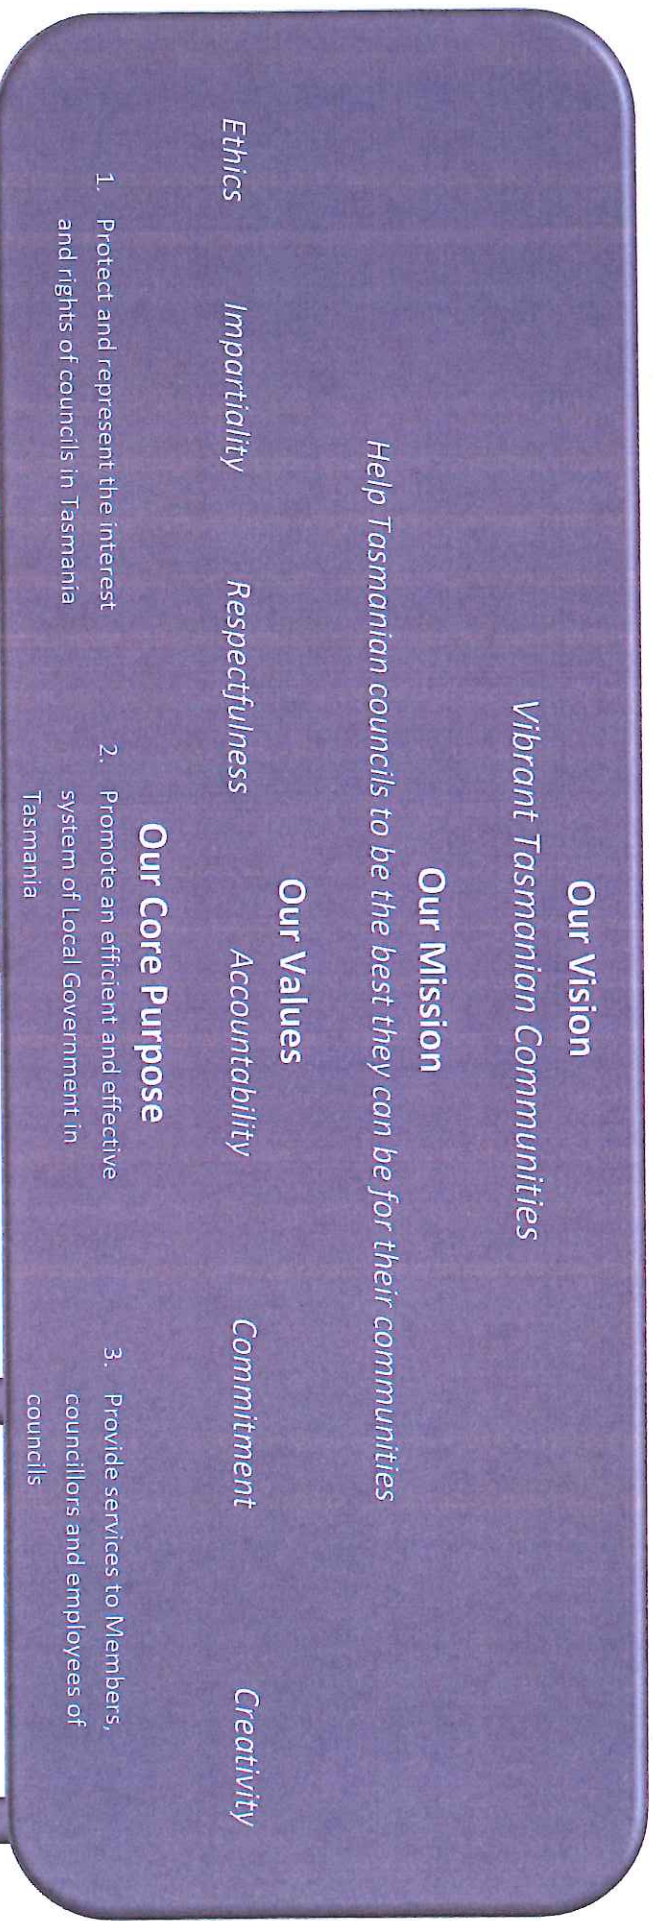 Our Vision
Vibrant Tasmanian Communities
Our Mission
Help Tasmanian councils to be the best they can be for their communities
Our Values
Ethics Impartiality Respectfulness Accountability Commitment Creativity
Our Core Purpose
1. Protect and represent the interest
and rights of councils in Tasmania
2. Promote an efficient and effective
system of Local Government in
Tasmania
3. Provide services to Members,
councillors and employees of
councils